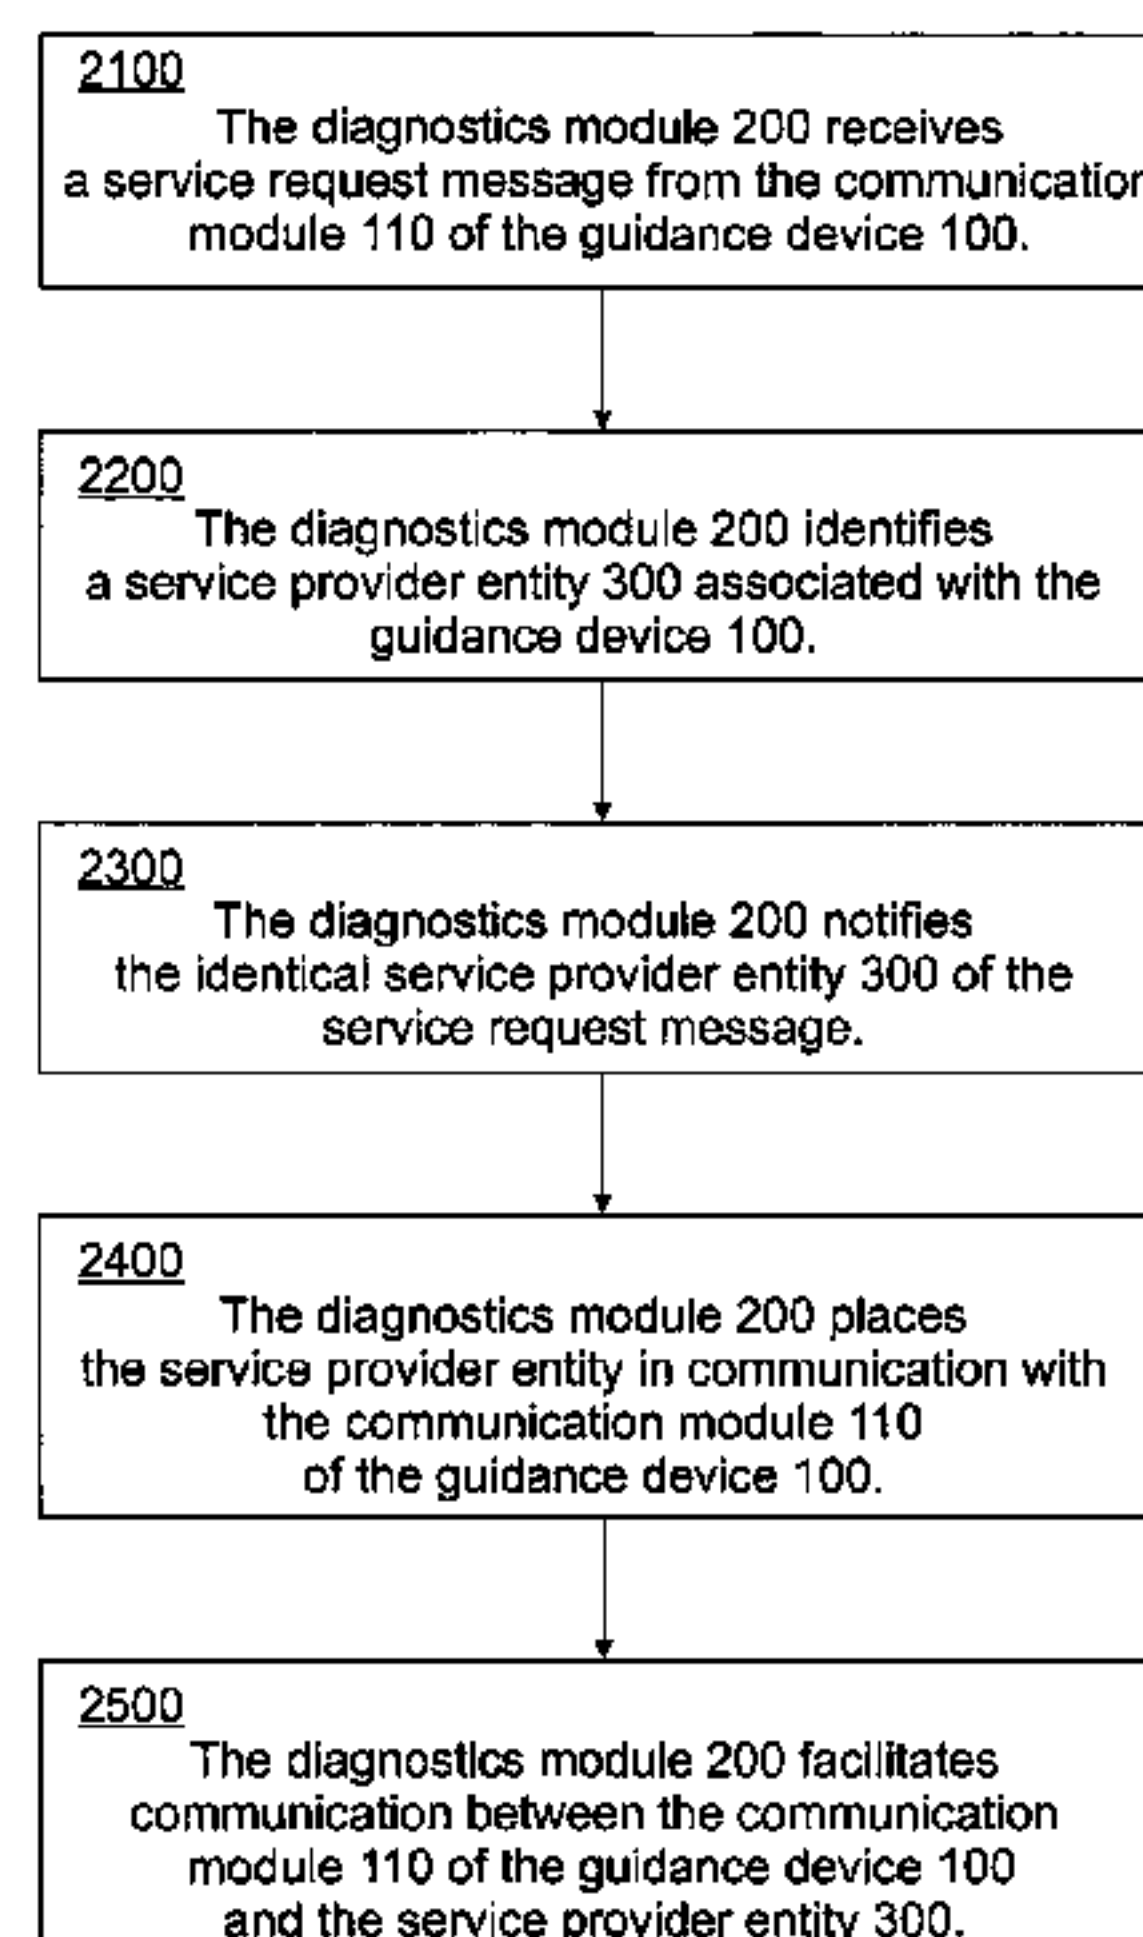 2100
The diagnostics module 200 receives
a service request message from the communication
module 110 of the guidance device 100.
2200
The diagnostics module 200 identifies
a service provider entity 300 associated with the
guidance device 100.
2300
The diagnostics module 200 notifies
the identical service provider entity 300 of the
service request message.
2400
The diagnostics module 200 places
the service provider entity in communication with
the communication module 110
of the guidance device 100.
2500
The diagnostics module 200 facilitates
communication between the communication
module 110 of the guidance device 100
and the service provider entity 300.